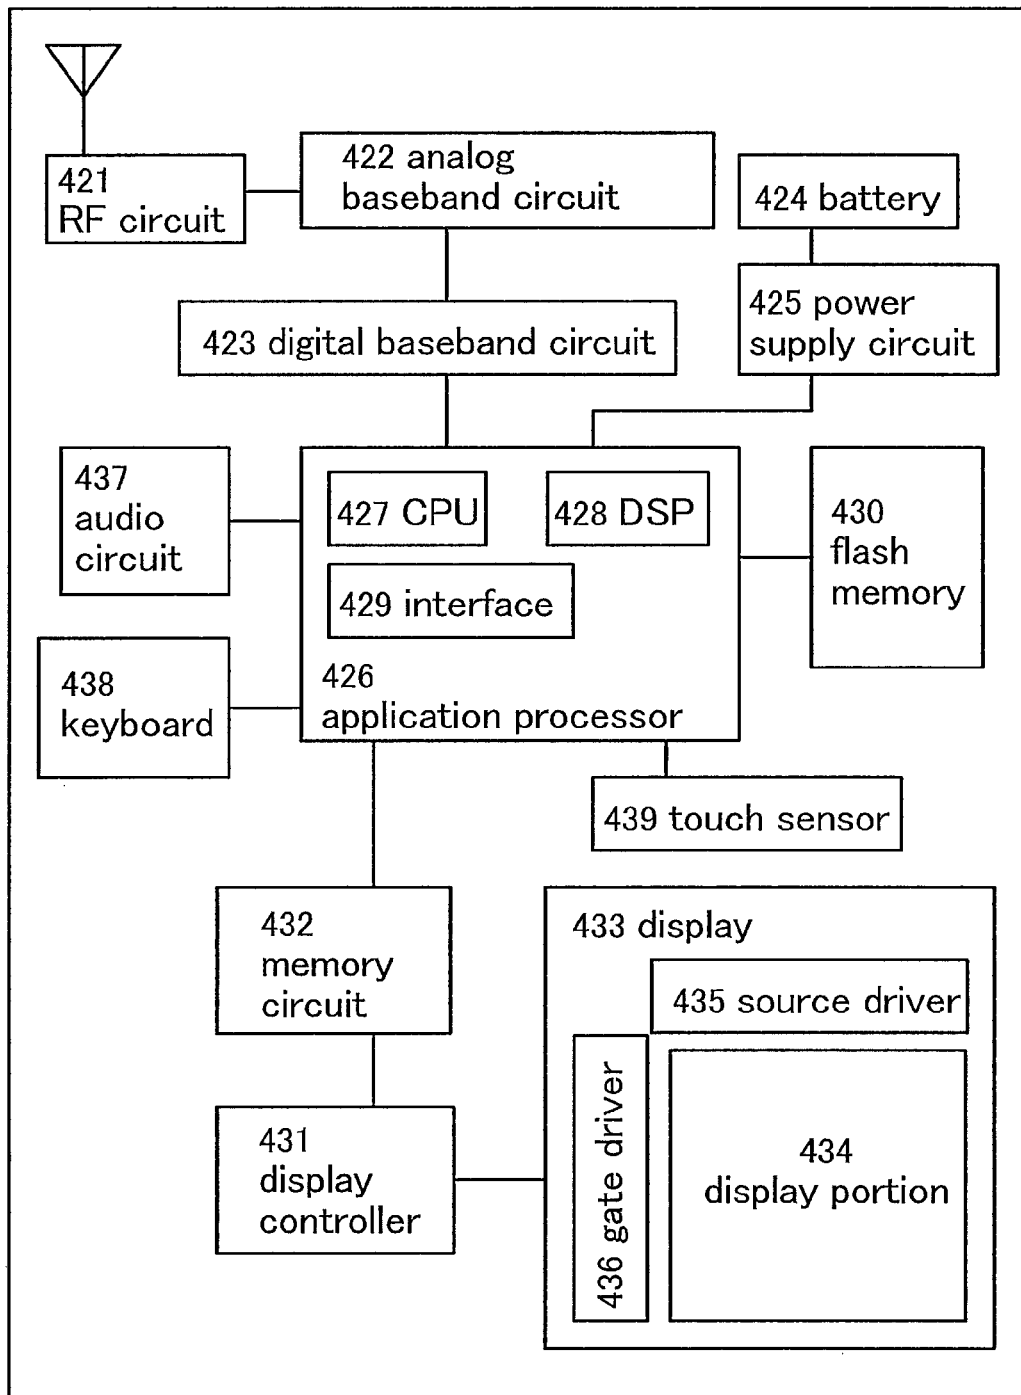 421
RF circuit
422 analog
baseband circuit
424 battery
423 digital baseband circuit
425 power
supply circuit
437
audio
circuit
427 CPU
428 DSP
429 interface
426
application processor
430
flash
memory
438
keyboard
439 touch sensor
432
memory
circuit
433 display
435 source driver
436 gate driver
434
display portion
431
display
controller